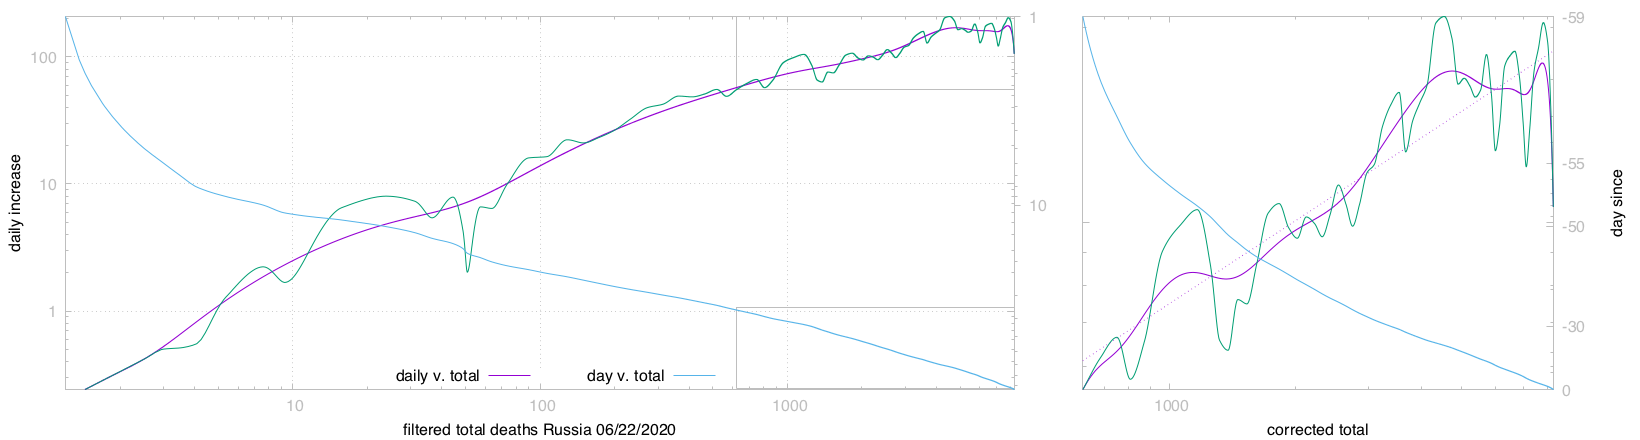 1
-59
100
daily increase
10
10
-55
-50
day since
1
-30
daily v. total
day v. total
0
10
100
1000
1000
filtered total deaths Russia 06/22/2020
corrected total